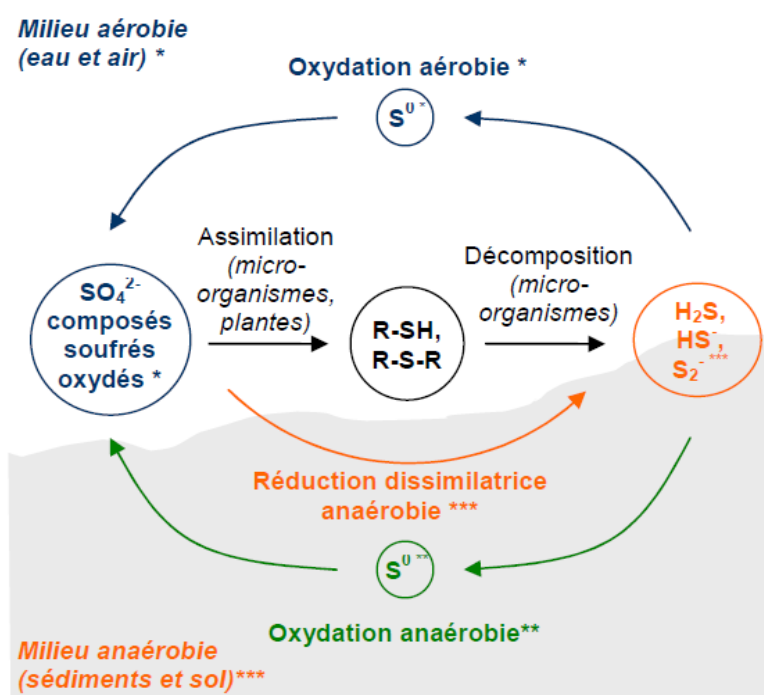 Milieu aérobie
(eau et air) *
Oxydation aérobie *
S⁰ *
Assimilation
(micro-
organismes,
plantes)
Décomposition
(micro-
organismes)
SO₄²⁻
composés
soufrés
oxydés *
R-SH,
R-S-R
H₂S,
HS⁻,
S₂⁻ ***
Réduction dissimilatrice
anaérobie ***
S⁰ **
Oxydation anaérobie**
Milieu anaérobie
(sédiments et sol)***